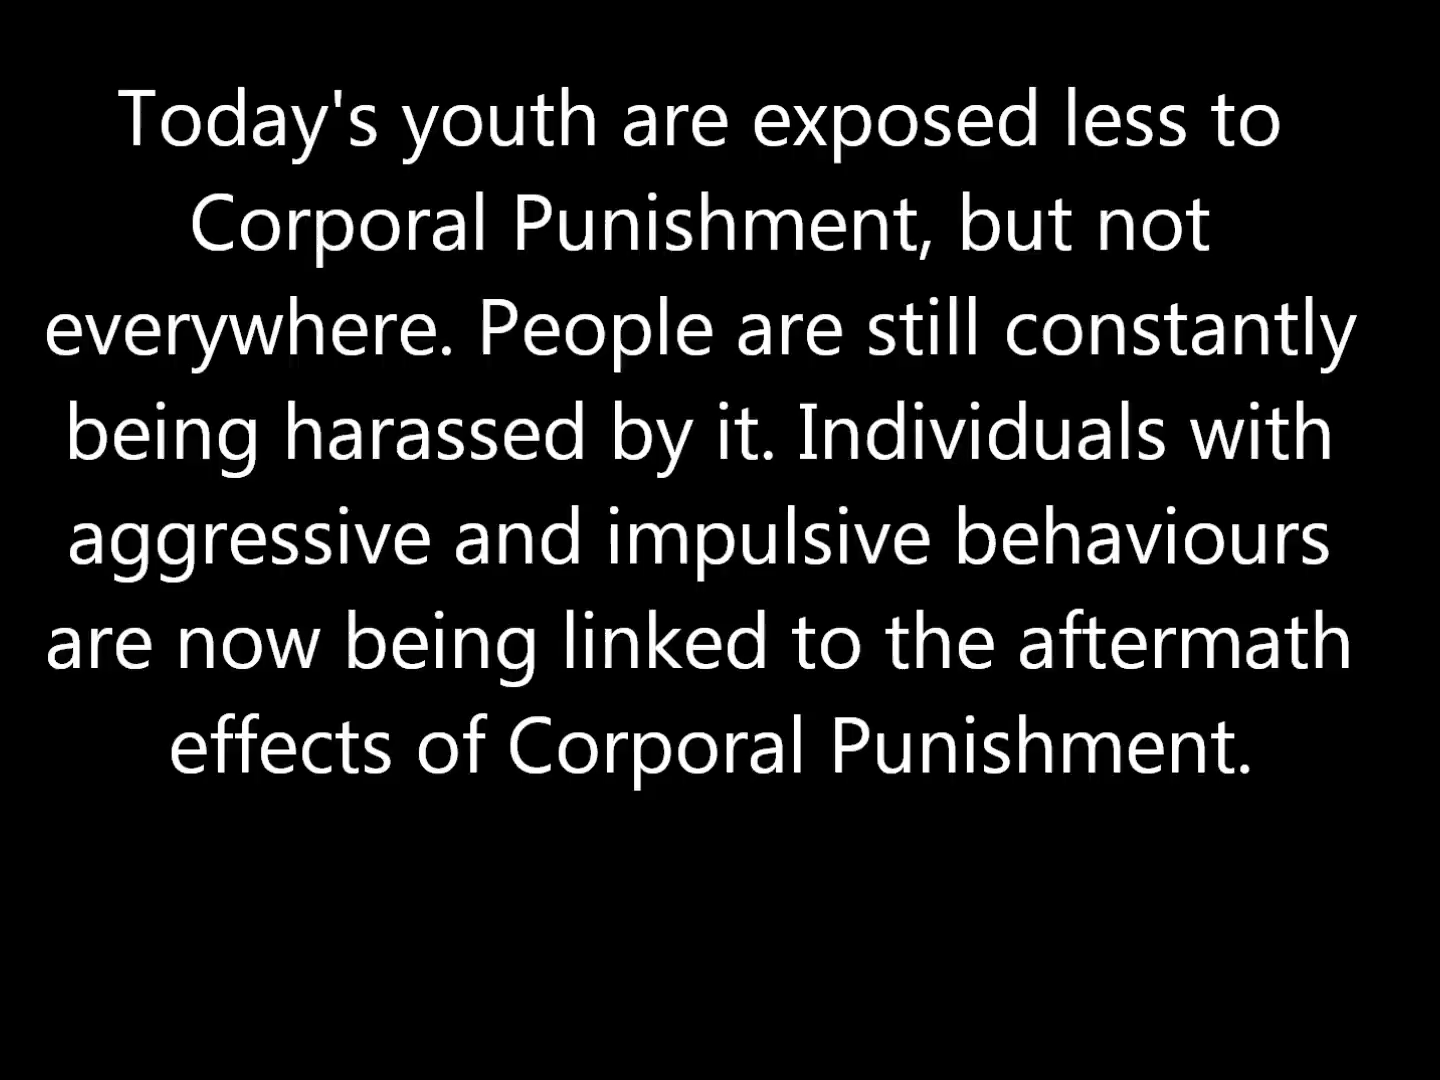 Today's youth are exposed less to
Corporal Punishment, but not
everywhere. People are still constantly
being harassed by it. Individuals with
aggressive and impulsive behaviours
are now being linked to the aftermath
effects of Corporal Punishment.